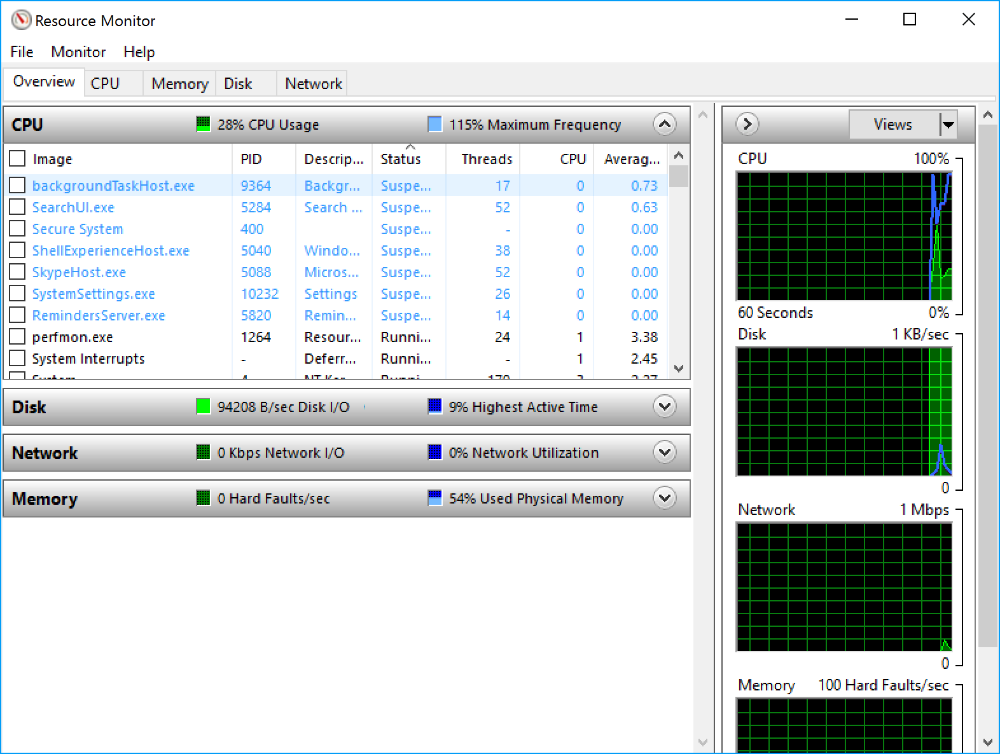 Resource Monitor
File Monitor Help
Overview CPU Memory Disk Network
CPU 28% CPU Usage 115% Maximum Frequency
Image PID Descrip... Status Threads CPU Averag...
backgroundTaskHost.exe 9364 Backgr... Suspe... 17 0 0.73
SearchUI.exe 5284 Search ... Suspe... 52 0 0.63
Secure System 400 Suspe... - 0 0.00
ShellExperienceHost.exe 5040 Windo... Suspe... 38 0 0.00
SkypeHost.exe 5088 Micros... Suspe... 52 0 0.00
SystemSettings.exe 10232 Settings Suspe... 26 0 0.00
RemindersServer.exe 5820 Remin... Suspe... 14 0 0.00
perfmon.exe 1264 Resour... Runni... 24 1 3.38
System Interrupts - Deferr... Runni... - 1 2.45
System
Disk 94208 B/sec Disk I/O 9% Highest Active Time
Network 0 Kbps Network I/O 0% Network Utilization
Memory 0 Hard Faults/sec 54% Used Physical Memory
Views
CPU 100%
60 Seconds 0%
Disk 1 KB/sec
0
Network 1 Mbps
0
Memory 100 Hard Faults/sec